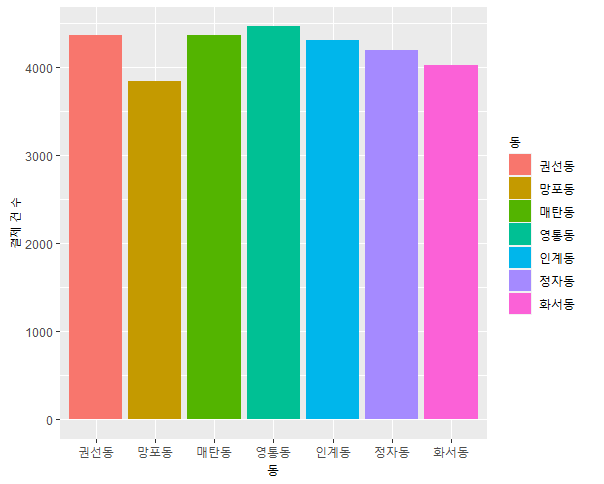 결제 건수
4000
3000
2000
1000
0
권선동 망포동 매탄동 영통동 인계동 정자동 화서동
동
동
권선동
망포동
매탄동
영통동
인계동
정자동
화서동